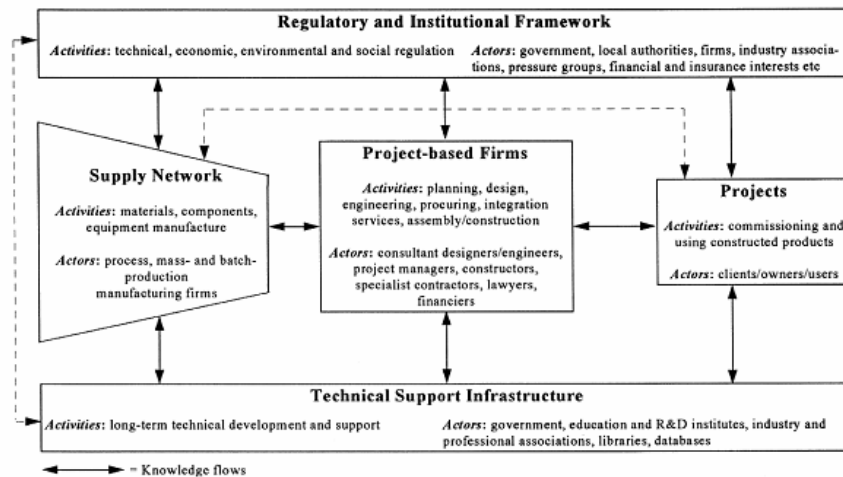 Regulatory and Institutional Framework
Activities: technical, economic, environmental and social regulation
Actors: government, local authorities, firms, industry associa-
tions, pressure groups, financial and insurance interests etc
Supply Network
Activities: materials, components,
equipment manufacture
Actors: process, mass- and batch-
production
manufacturing firms
Project-based Firms
Activities: planning, design,
engineering, procuring, integration
services, assembly/construction
Actors: consultant designers/engineers,
project managers, constructors,
specialist contractors, lawyers,
financiers
Projects
Activities: commissioning and
using constructed products
Actors: clients/owners/users
Technical Support Infrastructure
Activities: long-term technical development and support
Actors: government, education and R&D institutes, industry and
professional associations, libraries, databases
= Knowledge flows